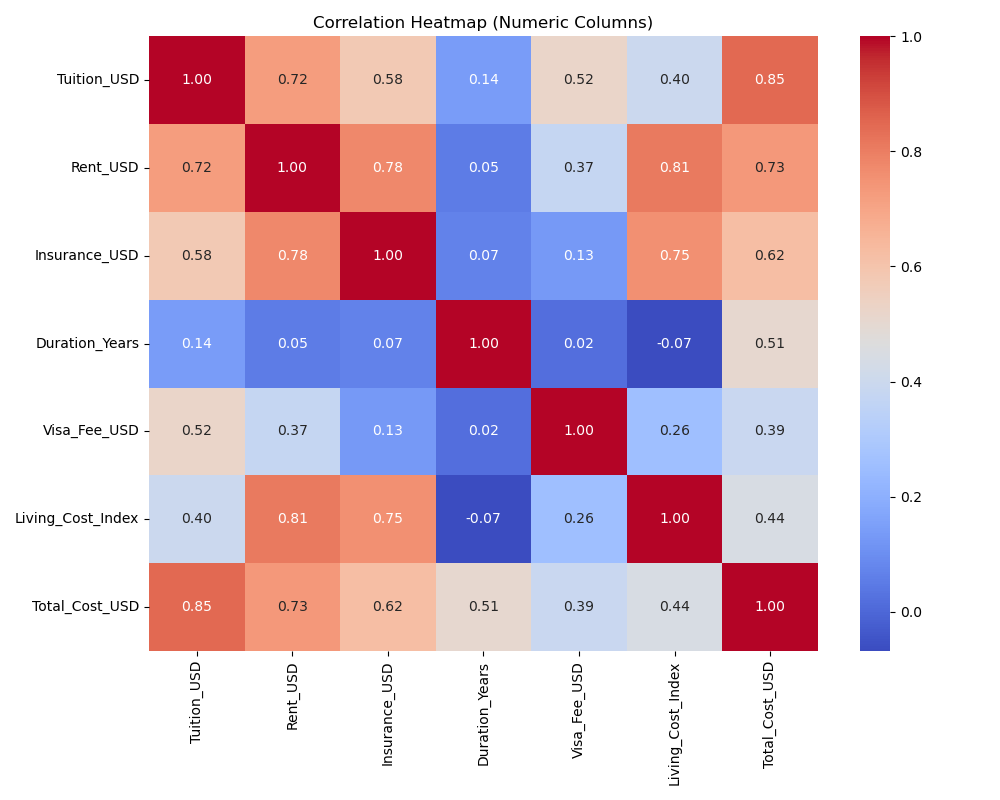 Correlation Heatmap (Numeric Columns)
Tuition_USD 1.00 0.72 0.58 0.14 0.52 0.40 0.85
Rent_USD 0.72 1.00 0.78 0.05 0.37 0.81 0.73
Insurance_USD 0.58 0.78 1.00 0.07 0.13 0.75 0.62
Duration_Years 0.14 0.05 0.07 1.00 0.02 -0.07 0.51
Visa_Fee_USD 0.52 0.37 0.13 0.02 1.00 0.26 0.39
Living_Cost_Index 0.40 0.81 0.75 -0.07 0.26 1.00 0.44
Total_Cost_USD 0.85 0.73 0.62 0.51 0.39 0.44 1.00
Tuition_USD
Rent_USD
Insurance_USD
Duration_Years
Visa_Fee_USD
Living_Cost_Index
Total_Cost_USD
1.0
0.8
0.6
0.4
0.2
0.0